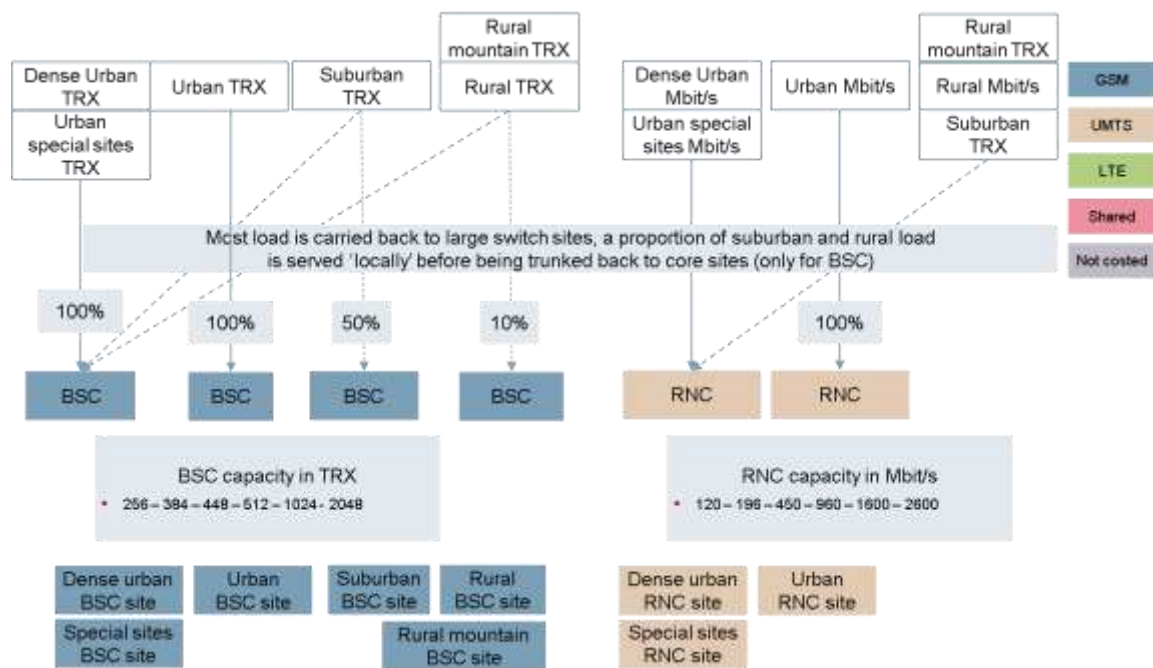 Rural
mountain TRX
Rural
mountain TRX
Dense Urban
TRX
Urban TRX
Suburban
TRX
Rural TRX
Dense Urban
Mbit/s
Urban Mbit/s
Rural Mbit/s
GSM
Urban
special sites
TRX
Urban special
sites Mbit/s
Suburban
TRX
UMTS
LTE
Shared
Not costed
Most load is carried back to large switch sites, a proportion of suburban and rural load
is served 'locally' before being trunked back to core sites (only for BSC)
100%
100%
50%
10%
100%
BSC
BSC
BSC
BSC
RNC
RNC
BSC capacity in TRX
• 256 – 384 – 448 – 512 – 1024 - 2048
RNC capacity in Mbit/s
• 120 – 196 – 450 – 960 – 1600 – 2600
Dense urban
BSC site
Urban
BSC site
Suburban
BSC site
Rural
BSC site
Dense urban
RNC site
Urban
RNC site
Special sites
BSC site
Rural mountain
BSC site
Special sites
RNC site